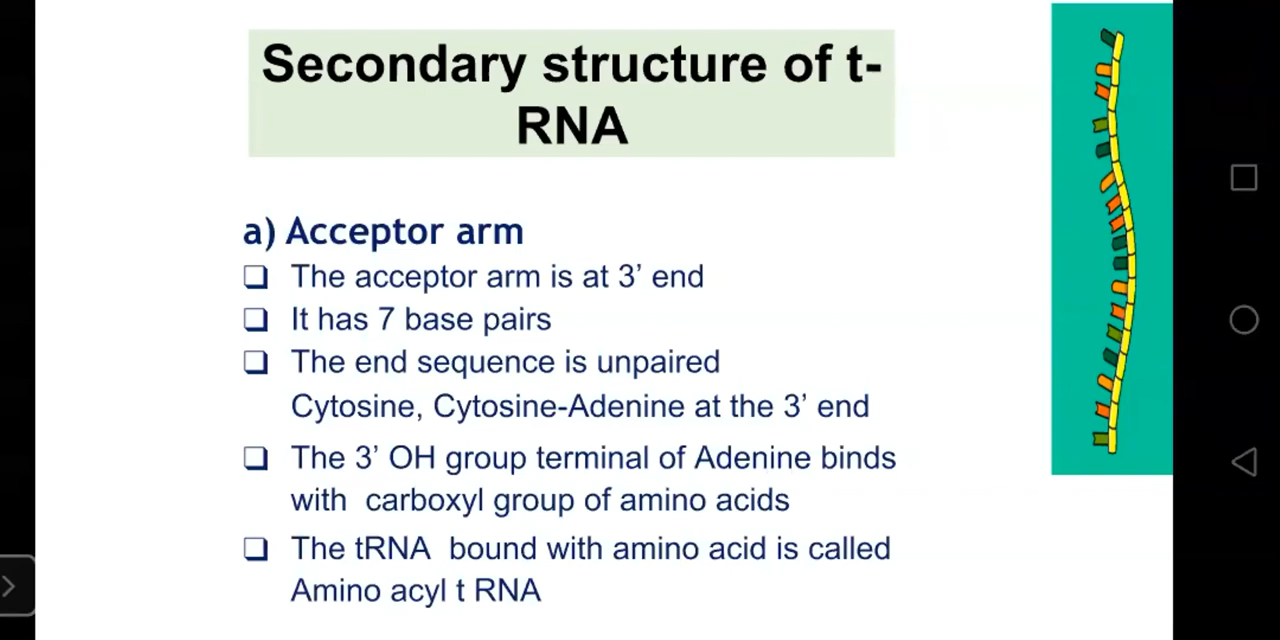 Secondary structure of t-
RNA
a) Acceptor arm
❑ The acceptor arm is at 3’ end
❑ It has 7 base pairs
❑ The end sequence is unpaired
Cytosine, Cytosine-Adenine at the 3’ end
❑ The 3’ OH group terminal of Adenine binds
with carboxyl group of amino acids
❑ The tRNA bound with amino acid is called
Amino acyl t RNA